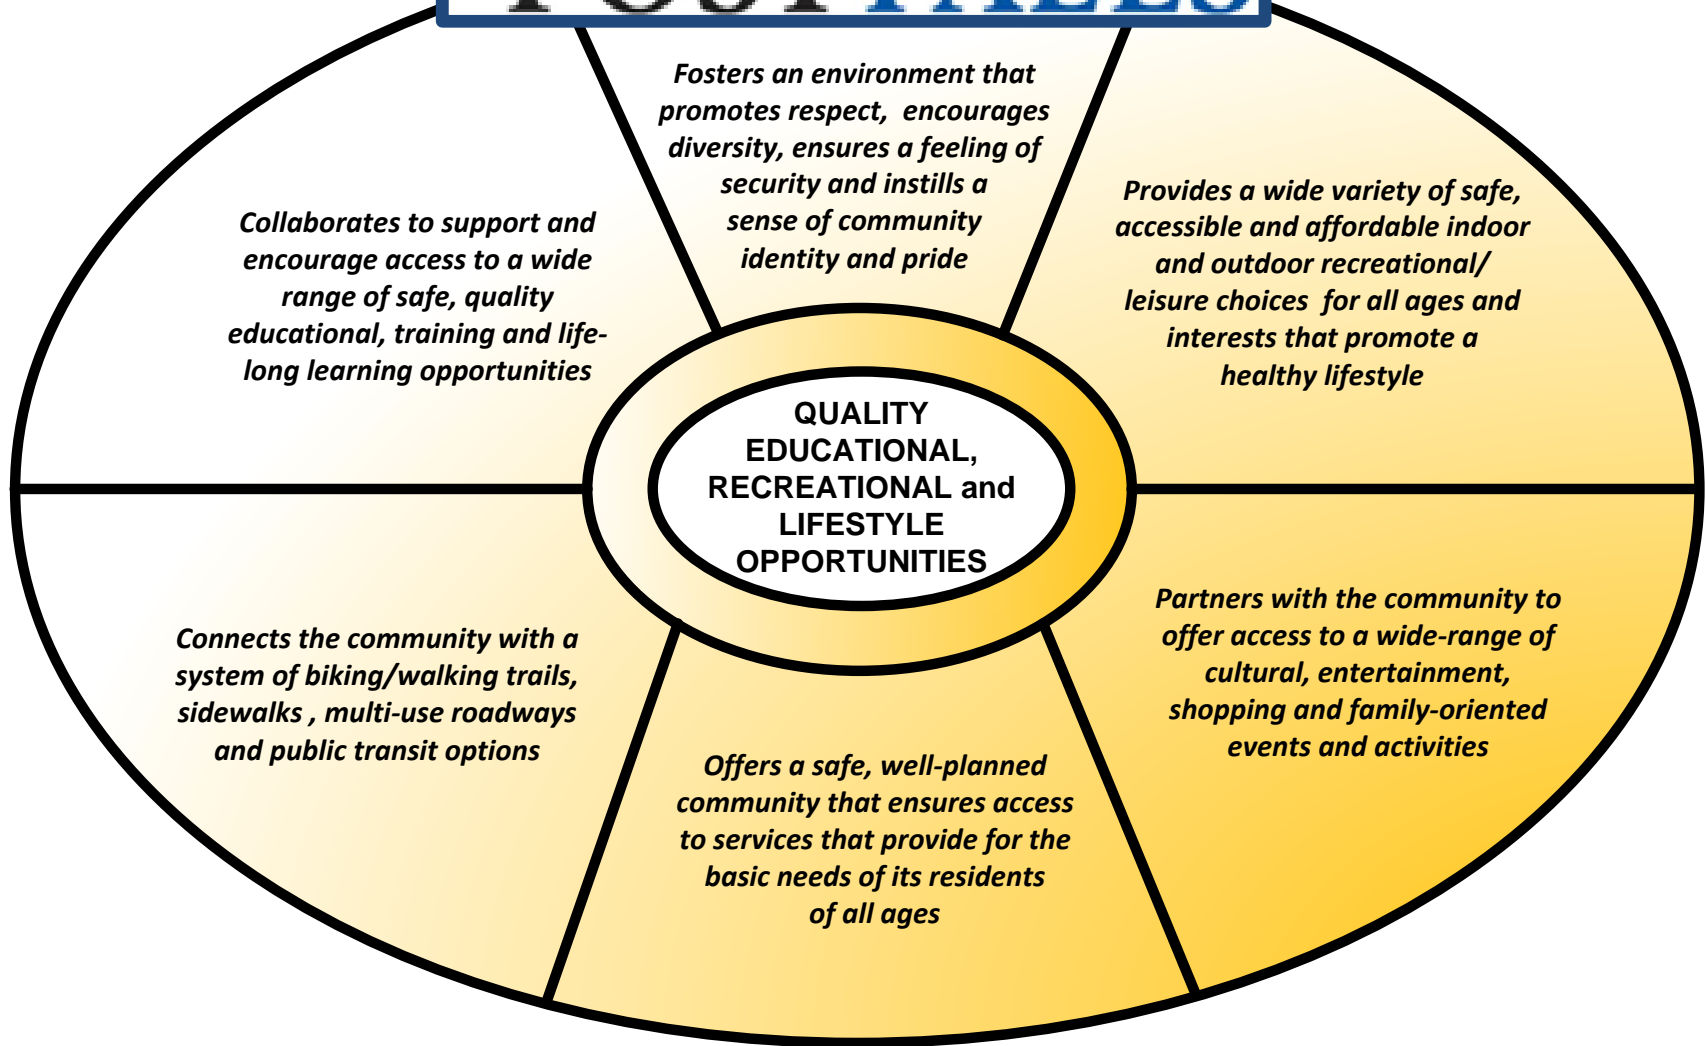 POST FALLS
Fosters an environment that
promotes respect, encourages
diversity, ensures a feeling of
security and instills a
sense of community
identity and pride
Provides a wide variety of safe,
accessible and affordable indoor
and outdoor recreational/
leisure choices for all ages and
interests that promote a
healthy lifestyle
Collaborates to support and
encourage access to a wide
range of safe, quality
educational, training and life-
long learning opportunities
QUALITY
EDUCATIONAL,
RECREATIONAL and
LIFESTYLE
OPPORTUNITIES
Partners with the community to
offer access to a wide-range of
cultural, entertainment,
shopping and family-oriented
events and activities
Connects the community with a
system of biking/walking trails,
sidewalks , multi-use roadways
and public transit options
Offers a safe, well-planned
community that ensures access
to services that provide for the
basic needs of its residents
of all ages